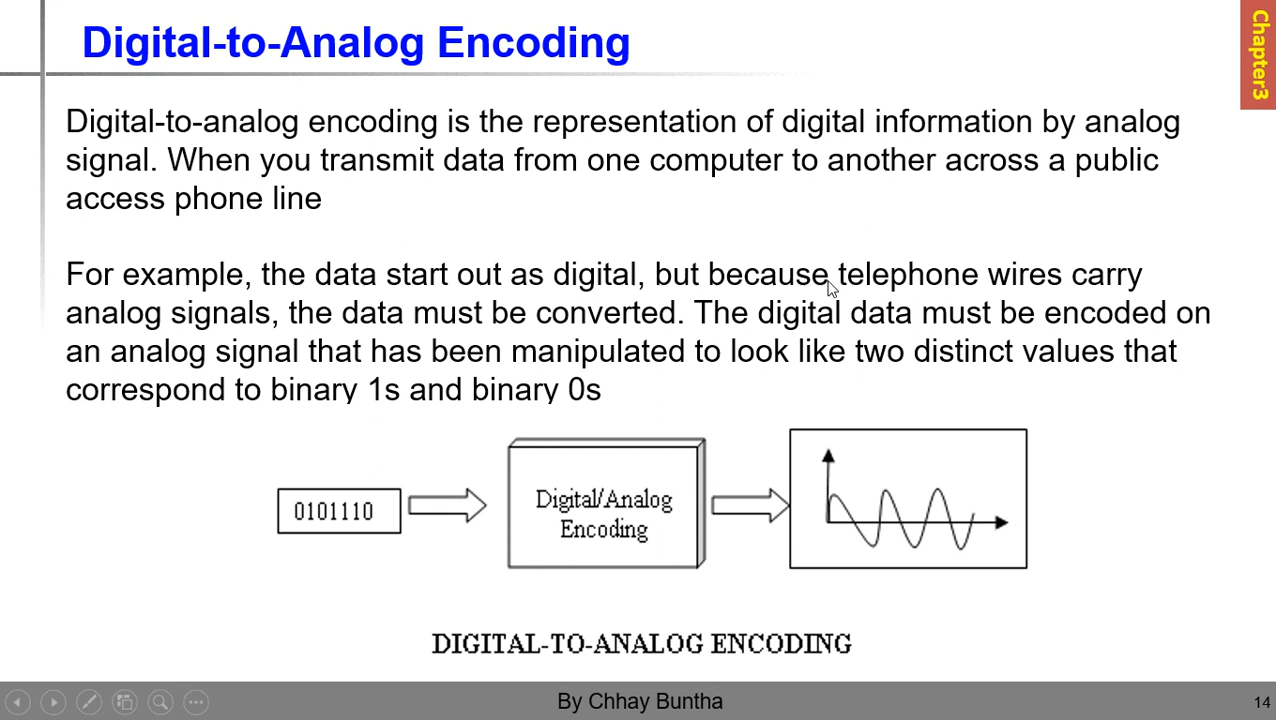 Digital-to-Analog Encoding
Chapter3
Digital-to-analog encoding is the representation of digital information by analog
signal. When you transmit data from one computer to another across a public
access phone line
For example, the data start out as digital, but because telephone wires carry
analog signals, the data must be converted. The digital data must be encoded on
an analog signal that has been manipulated to look like two distinct values that
correspond to binary 1s and binary 0s
0101110
Digital/Analog
Encoding
DIGITAL-TO-ANALOG ENCODING
By Chhay Buntha
14